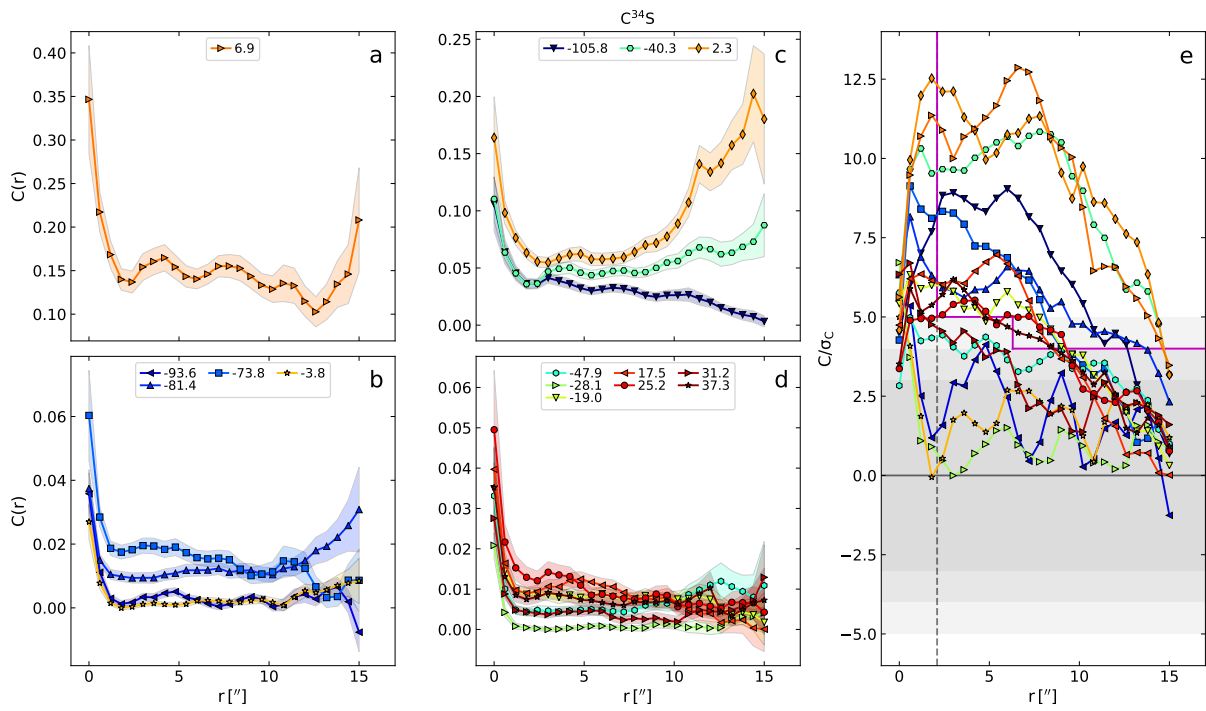 C³⁴S
a
6.9
C(r)
0.40
0.35
0.30
0.25
0.20
0.15
0.10
c
-105.8 -40.3 2.3
0.25
0.20
0.15
0.10
0.05
0.00
b
-93.6 -73.8 -3.8
-81.4
C(r)
0.06
0.04
0.02
0.00
0 5 10 15
r [″]
d
-47.9 17.5 31.2
-28.1 25.2 37.3
-19.0
0.06
0.05
0.04
0.03
0.02
0.01
0.00
0 5 10 15
r [″]
e
C/σ_C
12.5
10.0
7.5
5.0
2.5
0.0
−2.5
−5.0
0 5 10 15
r [″]